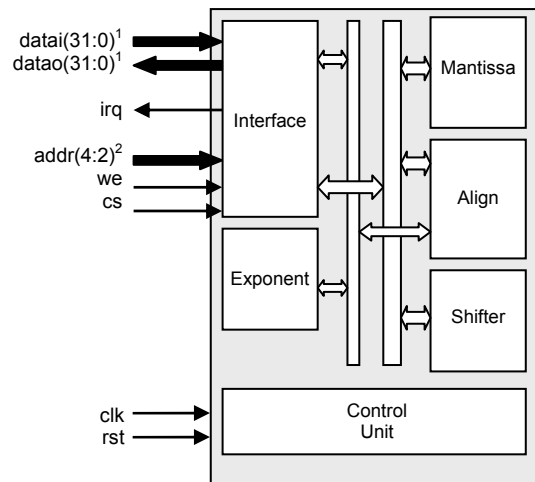 datai(31:0)¹
datao(31:0)¹
irq
addr(4:2)²
we
cs
clk
rst
Interface
Exponent
Mantissa
Align
Shifter
Control
Unit